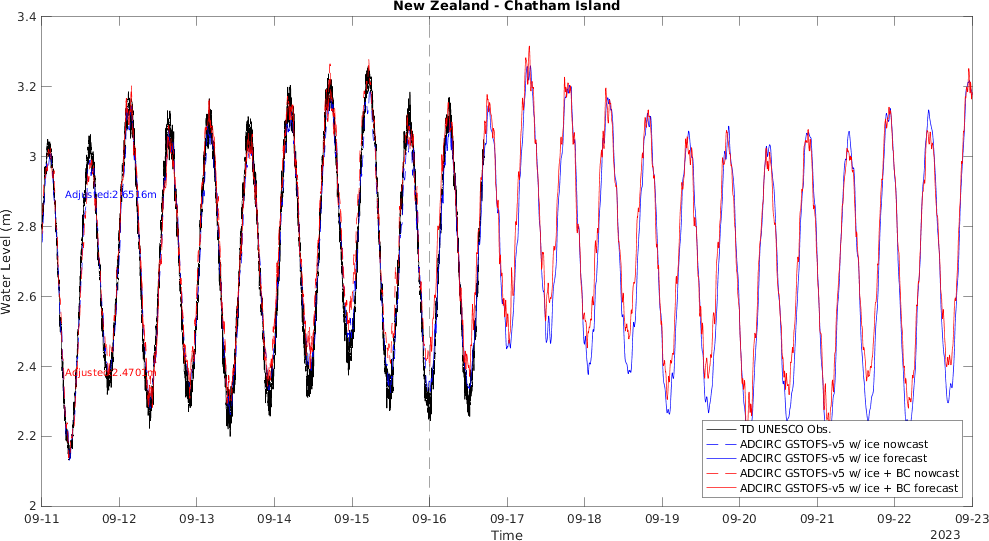 New Zealand - Chatham Island
3.4
3.2
3
2.8
2.6
2.4
2.2
2
Water Level (m)
Adjusted:2.6516m
Adjusted:2.4703m
TD UNESCO Obs.
ADCIRC GSTOFS-v5 w/ ice nowcast
ADCIRC GSTOFS-v5 w/ ice forecast
ADCIRC GSTOFS-v5 w/ ice + BC nowcast
ADCIRC GSTOFS-v5 w/ ice + BC forecast
09-11 09-12 09-13 09-14 09-15 09-16 09-17 09-18 09-19 09-20 09-21 09-22 09-23
Time
2023